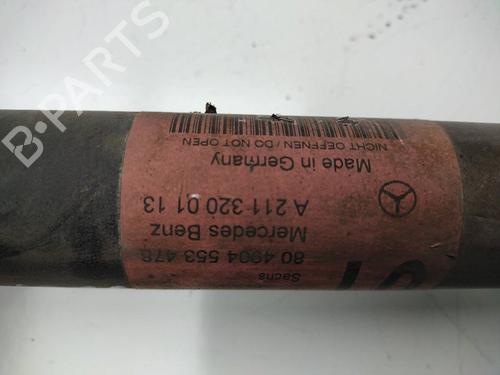 Sachs
80 4904 553 478
Mercedes Benz
A 211 320 01 13
Made in Germany
NICHT OEFFNEN / DO NOT OPEN